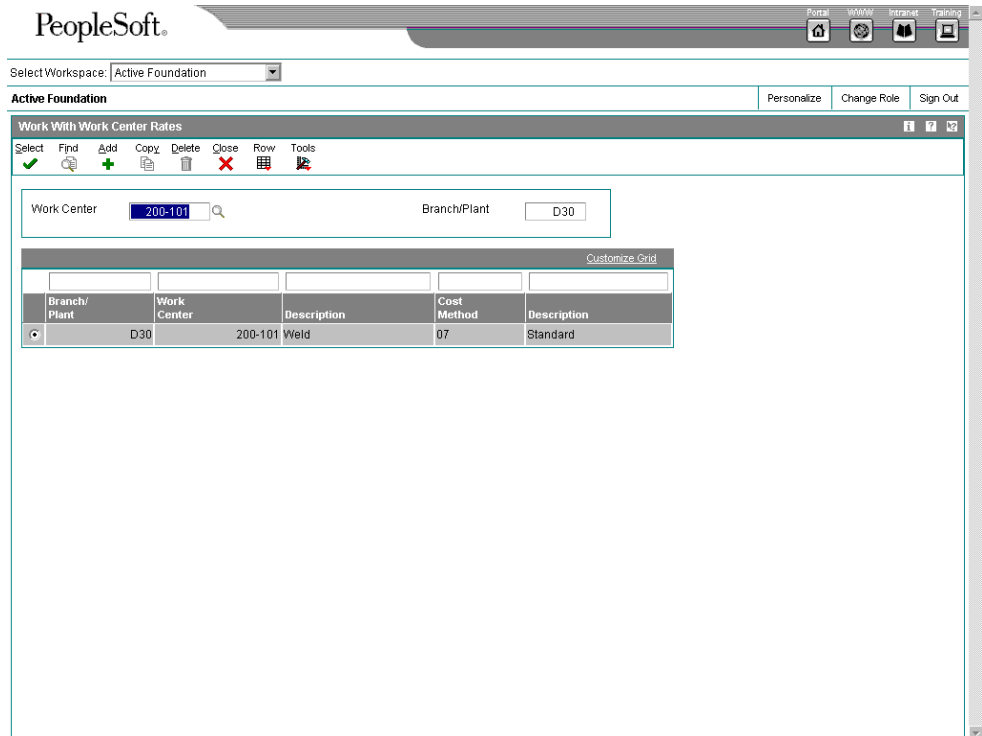 Portal WWW Intranet Training
PeopleSoft®
Select Workspace: Active Foundation
Active Foundation Personalize Change Role Sign Out
Work With Work Center Rates i ? ?
Select Find Add Copy Delete Close Row Tools
Work Center 200-101 Branch/Plant D30
Customize Grid
Branch/ Work Cost
Plant Center Description Method Description
D30 200-101 Weld 07 Standard